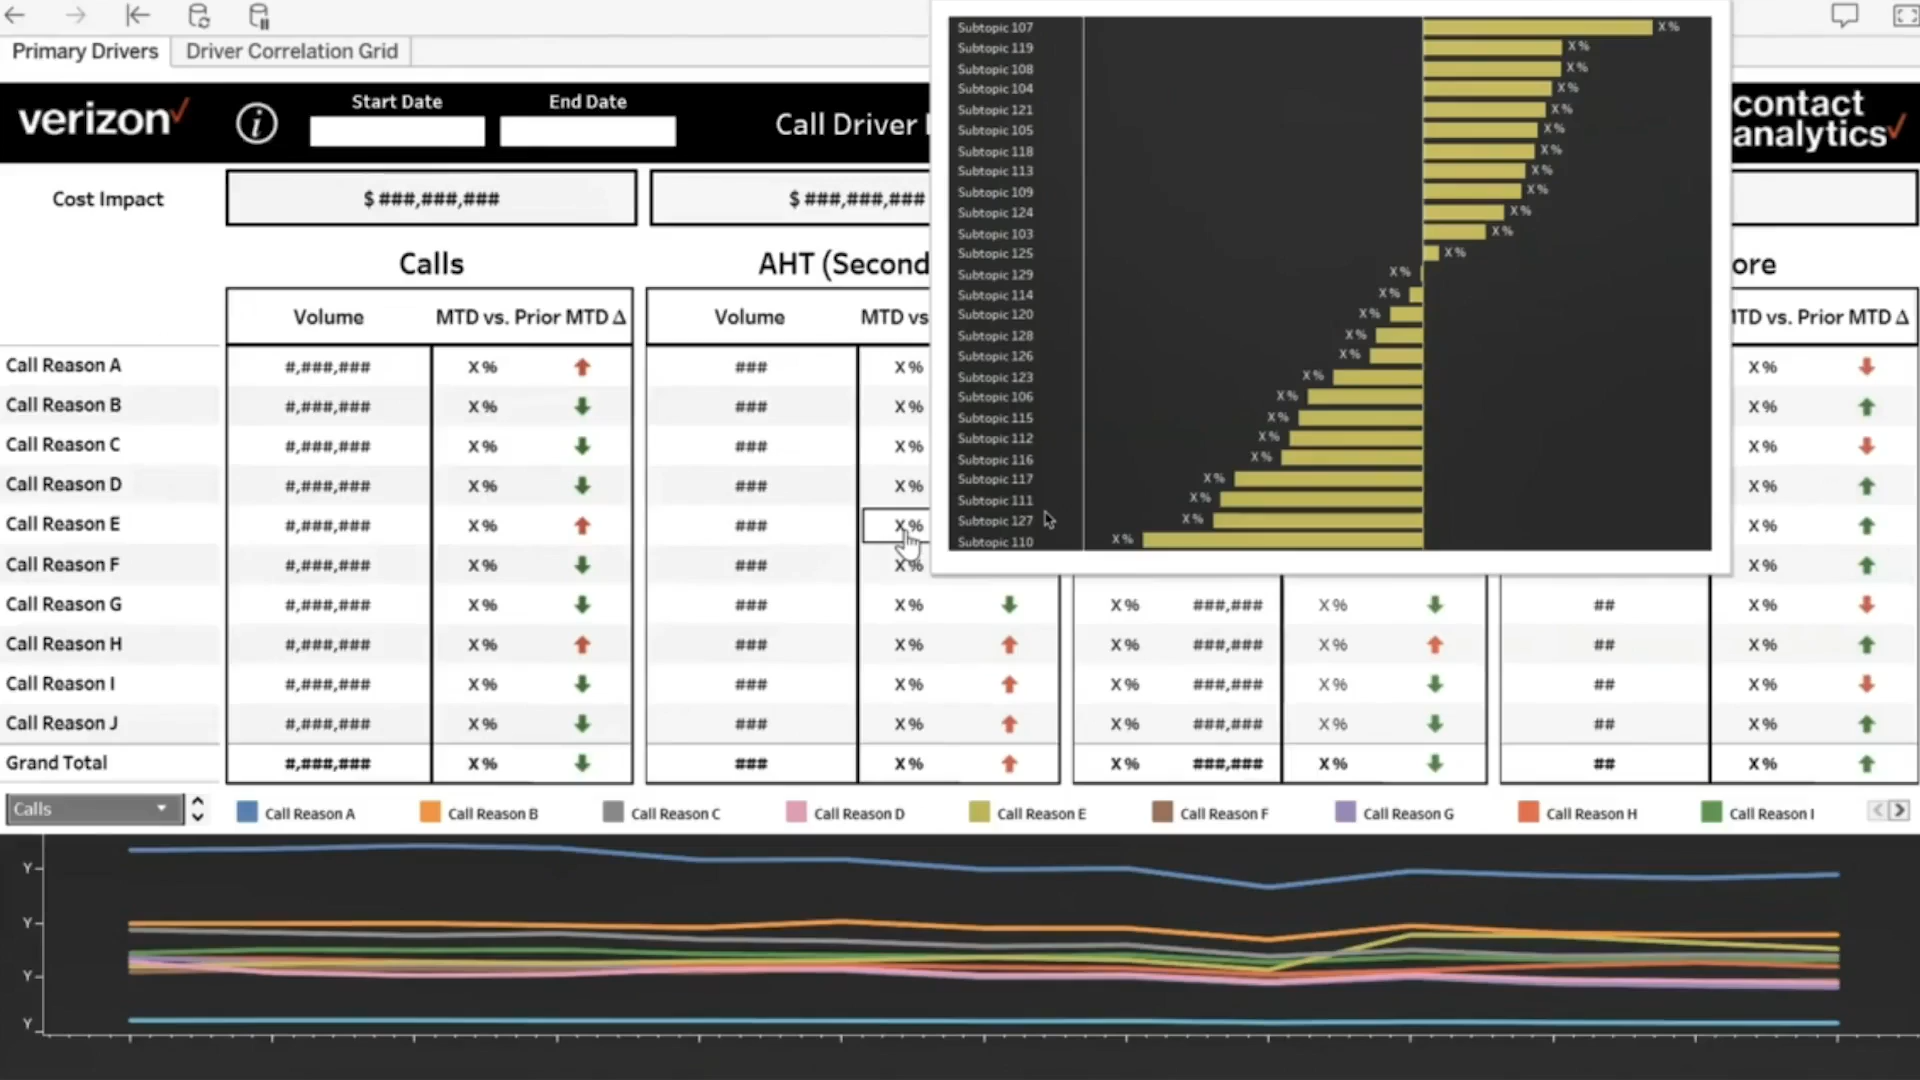 Primary Drivers
Driver Correlation Grid
verizon
i
Start Date
End Date
Call Driver
contact
analytics
Cost Impact
$ ###,###,###
$ ###,###,###
Calls
AHT (Second
ore
Volume
MTD vs. Prior MTD Δ
Volume
MTD vs
MTD vs. Prior MTD Δ
Call Reason A #,###,### X % ### X % X %
Call Reason B #,###,### X % ### X % X %
Call Reason C #,###,### X % ### X % X %
Call Reason D #,###,### X % ### X % X %
Call Reason E #,###,### X % ### X % X %
Call Reason F #,###,### X % ### X % X %
Call Reason G #,###,### X % ### X % X % ###,### X % ## X %
Call Reason H #,###,### X % ### X % X % ###,### X % ## X %
Call Reason I #,###,### X % ### X % X % ###,### X % ## X %
Call Reason J #,###,### X % ### X % X % ###,### X % ## X %
Grand Total #,###,### X % ### X % X % ###,### X % ## X %
Subtopic 107 X %
Subtopic 119 X %
Subtopic 108 X %
Subtopic 104 X %
Subtopic 121 X %
Subtopic 105 X %
Subtopic 118 X %
Subtopic 113 X %
Subtopic 109 X %
Subtopic 124 X %
Subtopic 103 X %
Subtopic 125 X %
Subtopic 129 X %
Subtopic 114 X %
Subtopic 120 X %
Subtopic 128 X %
Subtopic 126 X %
Subtopic 123 X %
Subtopic 106 X %
Subtopic 115 X %
Subtopic 112 X %
Subtopic 116 X %
Subtopic 117 X %
Subtopic 111 X %
Subtopic 127 X %
Subtopic 110 X %
Calls
Call Reason A
Call Reason B
Call Reason C
Call Reason D
Call Reason E
Call Reason F
Call Reason G
Call Reason H
Call Reason I
Y
Y
Y
Y